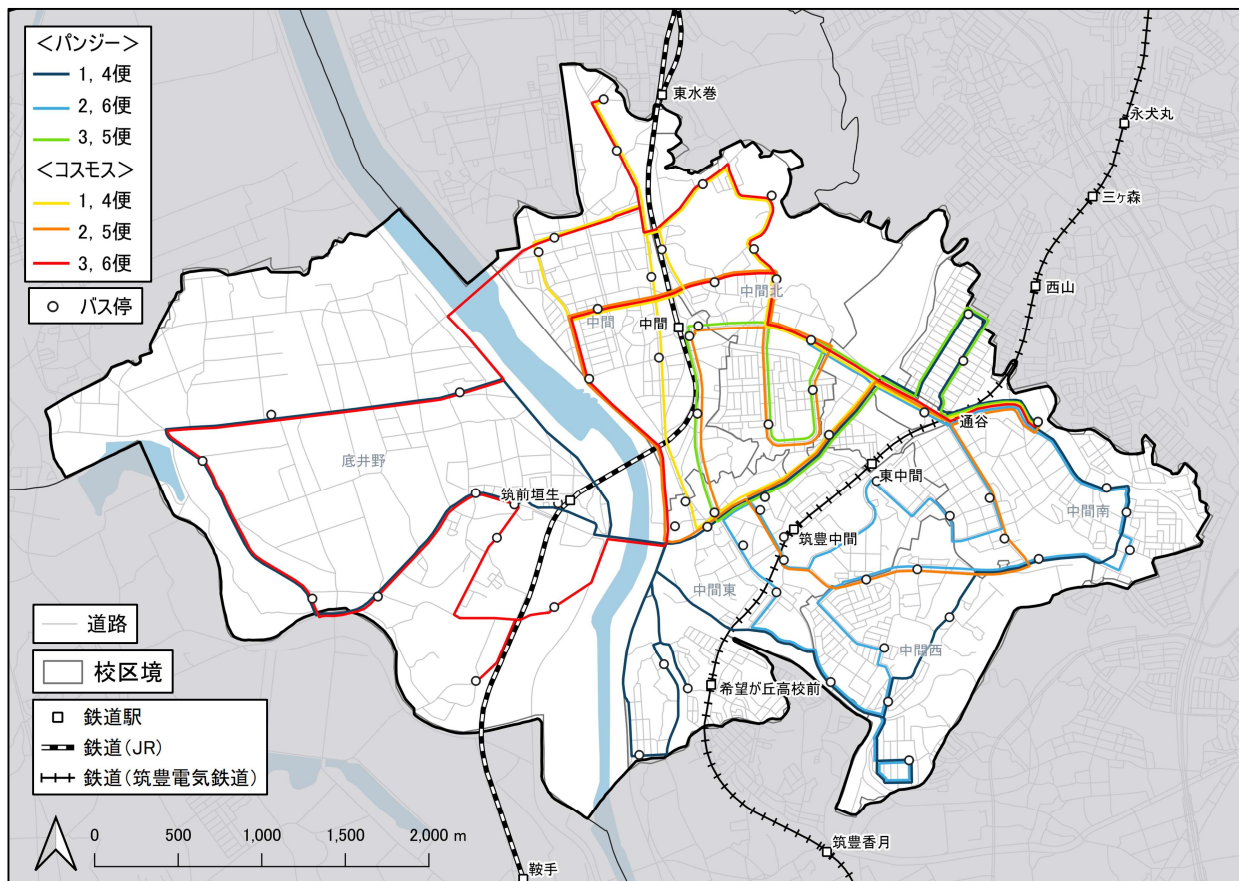 ＜パンジー＞
1, 4便
2, 6便
3, 5便
＜コスモス＞
1, 4便
2, 5便
3, 6便
バス停
東水巻
永犬丸
三ヶ森
西山
中間北
中間
中間
通谷
底井野
東中間
筑前垣生
中間南
筑豊中間
中間東
中間西
希望が丘高校前
道路
校区境
鉄道駅
鉄道(JR)
鉄道(筑豊電気鉄道)
0 500 1,000 1,500 2,000 m
筑豊香月
鞍手